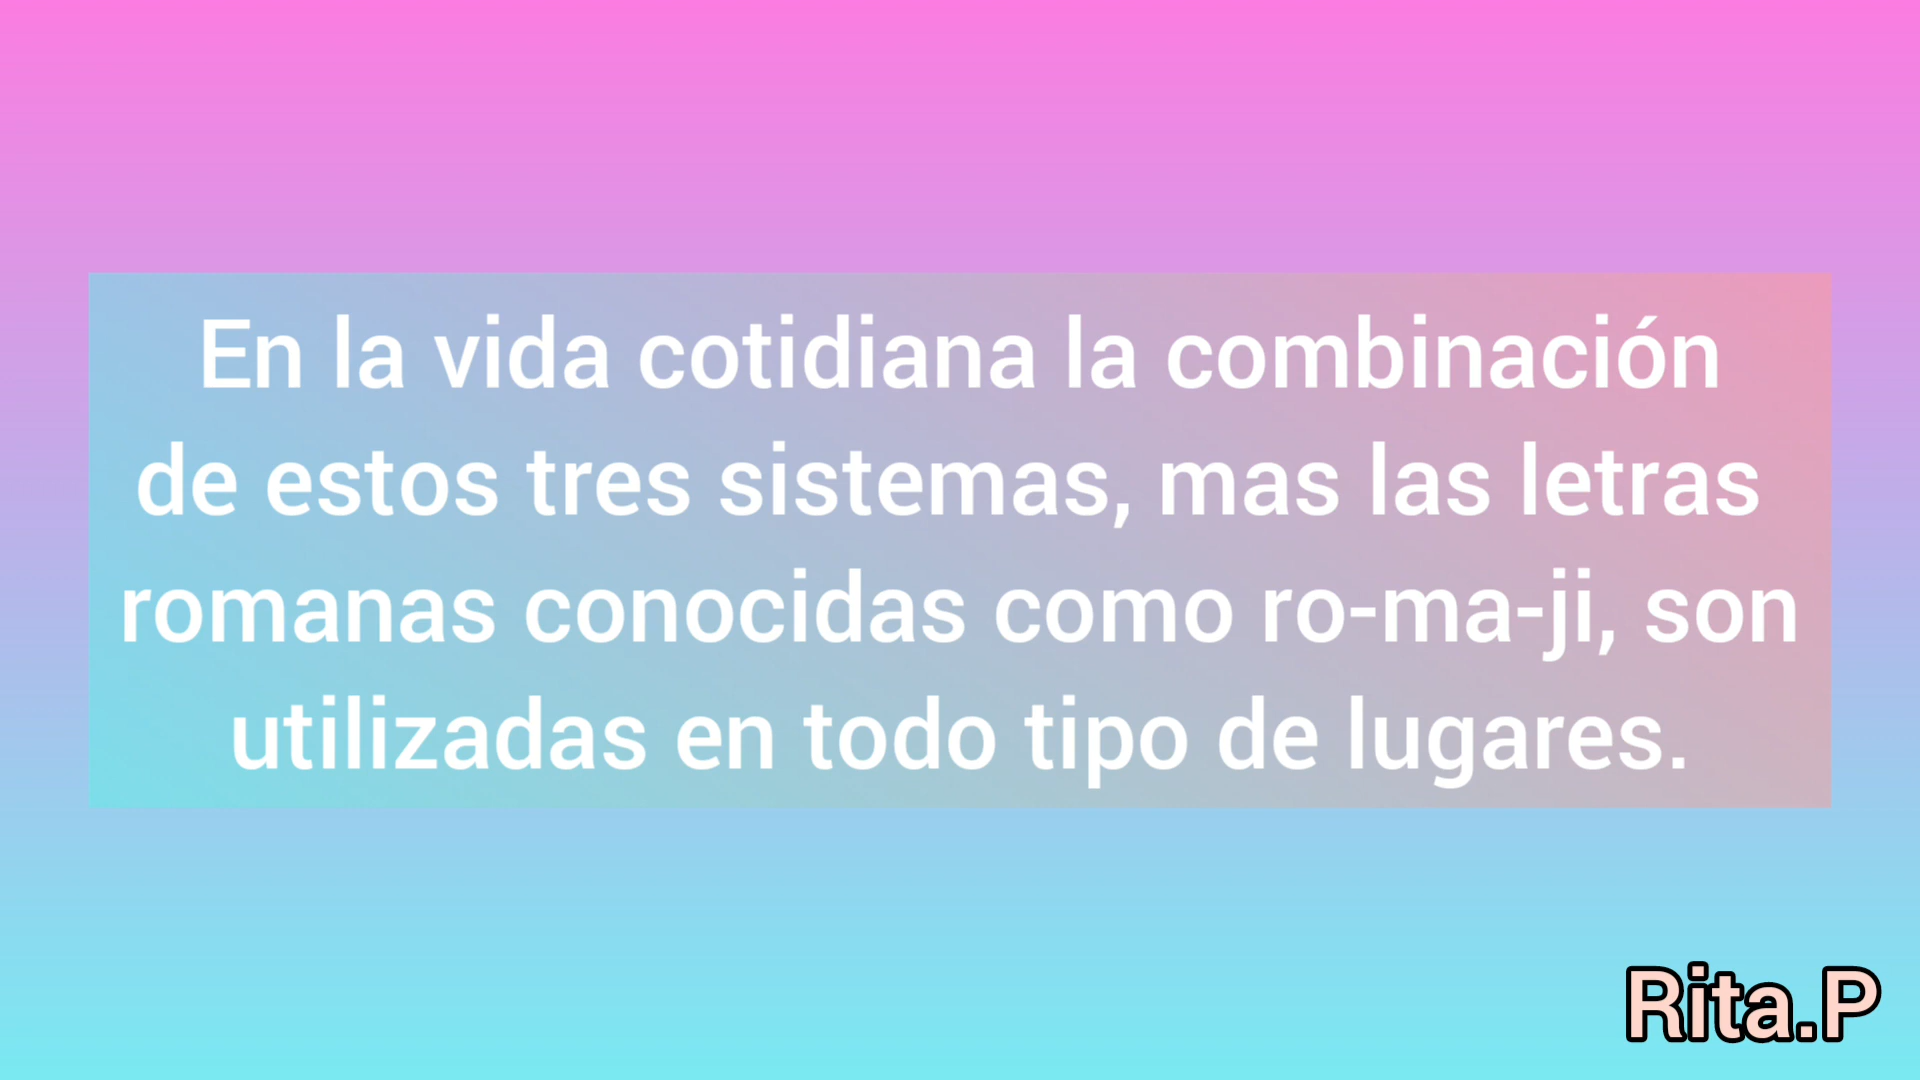 En la vida cotidiana la combinación
de estos tres sistemas, mas las letras
romanas conocidas como ro-ma-ji, son
utilizadas en todo tipo de lugares.
Rita.P